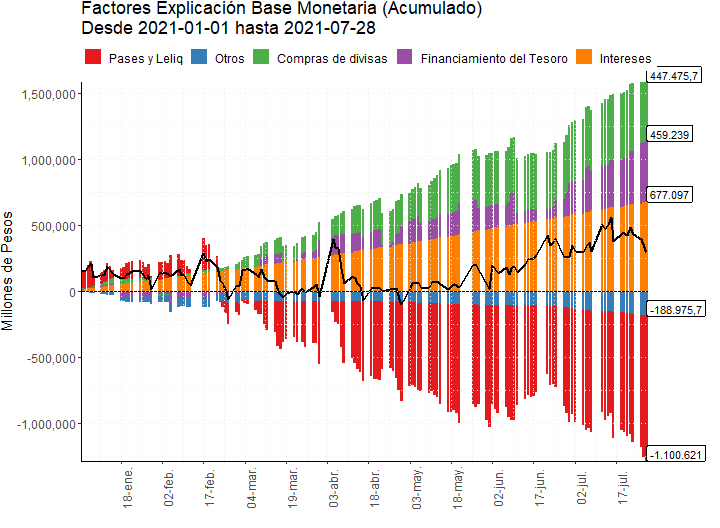 Factores Explicación Base Monetaria (Acumulado)
Desde 2021-01-01 hasta 2021-07-28
Pases y Leliq Otros Compras de divisas Financiamiento del Tesoro Intereses
447.475,7
1,500,000
459.239
1,000,000
677.097
500,000
Millones de Pesos
0
-188.975,7
-500,000
-1,000,000
-1.100.621
18-ene. 02-feb. 17-feb. 04-mar. 19-mar. 03-abr. 18-abr. 03-may. 18-may. 02-jun. 17-jun. 02-jul. 17-jul.